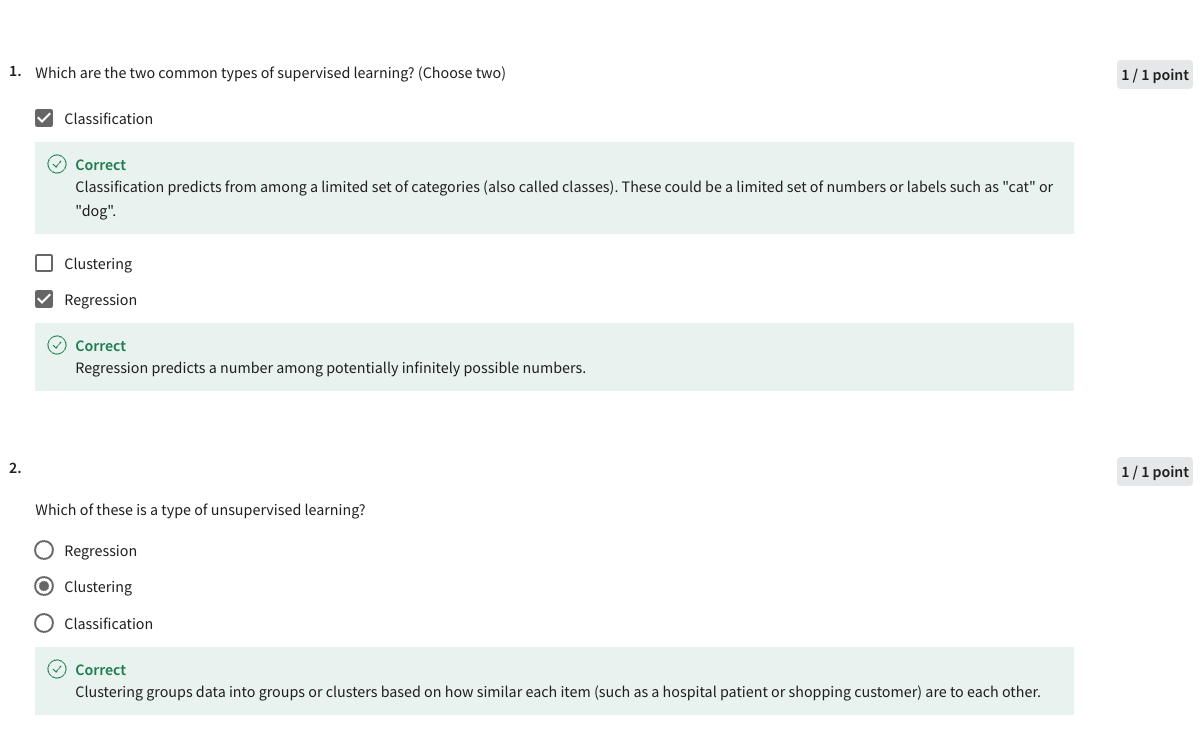 1. Which are the two common types of supervised learning? (Choose two)
1 / 1 point
Classification
Correct
Classification predicts from among a limited set of categories (also called classes). These could be a limited set of numbers or labels such as "cat" or
"dog".
Clustering
Regression
Correct
Regression predicts a number among potentially infinitely possible numbers.
2.
1 / 1 point
Which of these is a type of unsupervised learning?
Regression
Clustering
Classification
Correct
Clustering groups data into groups or clusters based on how similar each item (such as a hospital patient or shopping customer) are to each other.